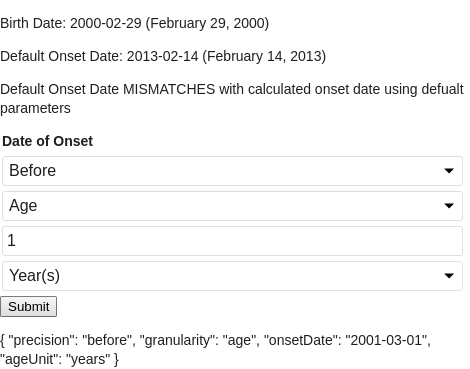 Birth Date: 2000-02-29 (February 29, 2000)
Default Onset Date: 2013-02-14 (February 14, 2013)
Default Onset Date MISMATCHES with calculated onset date using defualt
parameters
Date of Onset
Before
Age
1
Year(s)
Submit
{ "precision": "before", "granularity": "age", "onsetDate": "2001-03-01",
"ageUnit": "years" }